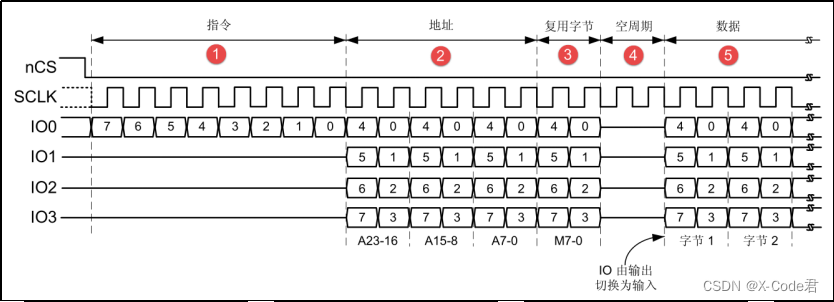 指令 地址 复用字节 空周期 数据
1 2 3 4 5
nCS
SCLK
IO0 7 6 5 4 3 2 1 0 4 0 4 0 4 0 4 0 4 0 4 0
IO1 5 1 5 1 5 1 5 1 5 1 5 1
IO2 6 2 6 2 6 2 6 2 6 2 6 2
IO3 7 3 7 3 7 3 7 3 7 3 7 3
A23-16 A15-8 A7-0 M7-0 字节 1 字节 2
IO 由输出
切换为输入
CSDN @X-Code君